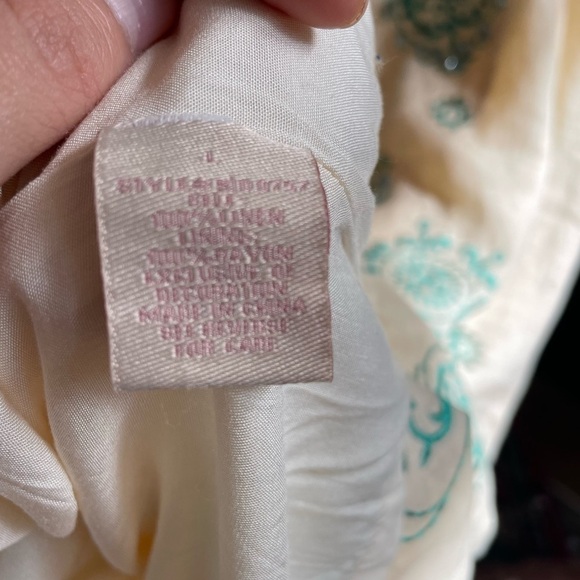 SHELL
100% LINEN
LINING
100% RAYON
EXCLUSIVE OF
DECORATION
MADE IN CHINA
SEE REVERSE
FOR CARE